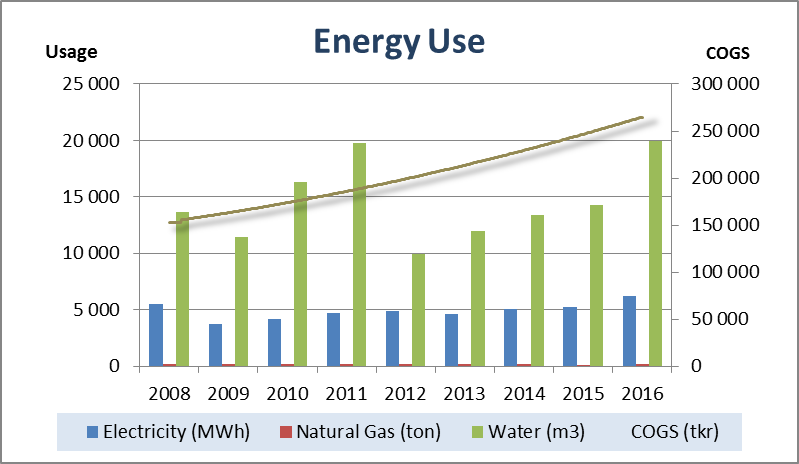 Energy Use
Usage
COGS
25 000
20 000
15 000
10 000
5 000
0
300 000
250 000
200 000
150 000
100 000
50 000
0
2008 2009 2010 2011 2012 2013 2014 2015 2016
Electricity (MWh) Natural Gas (ton) Water (m3) COGS (tkr)